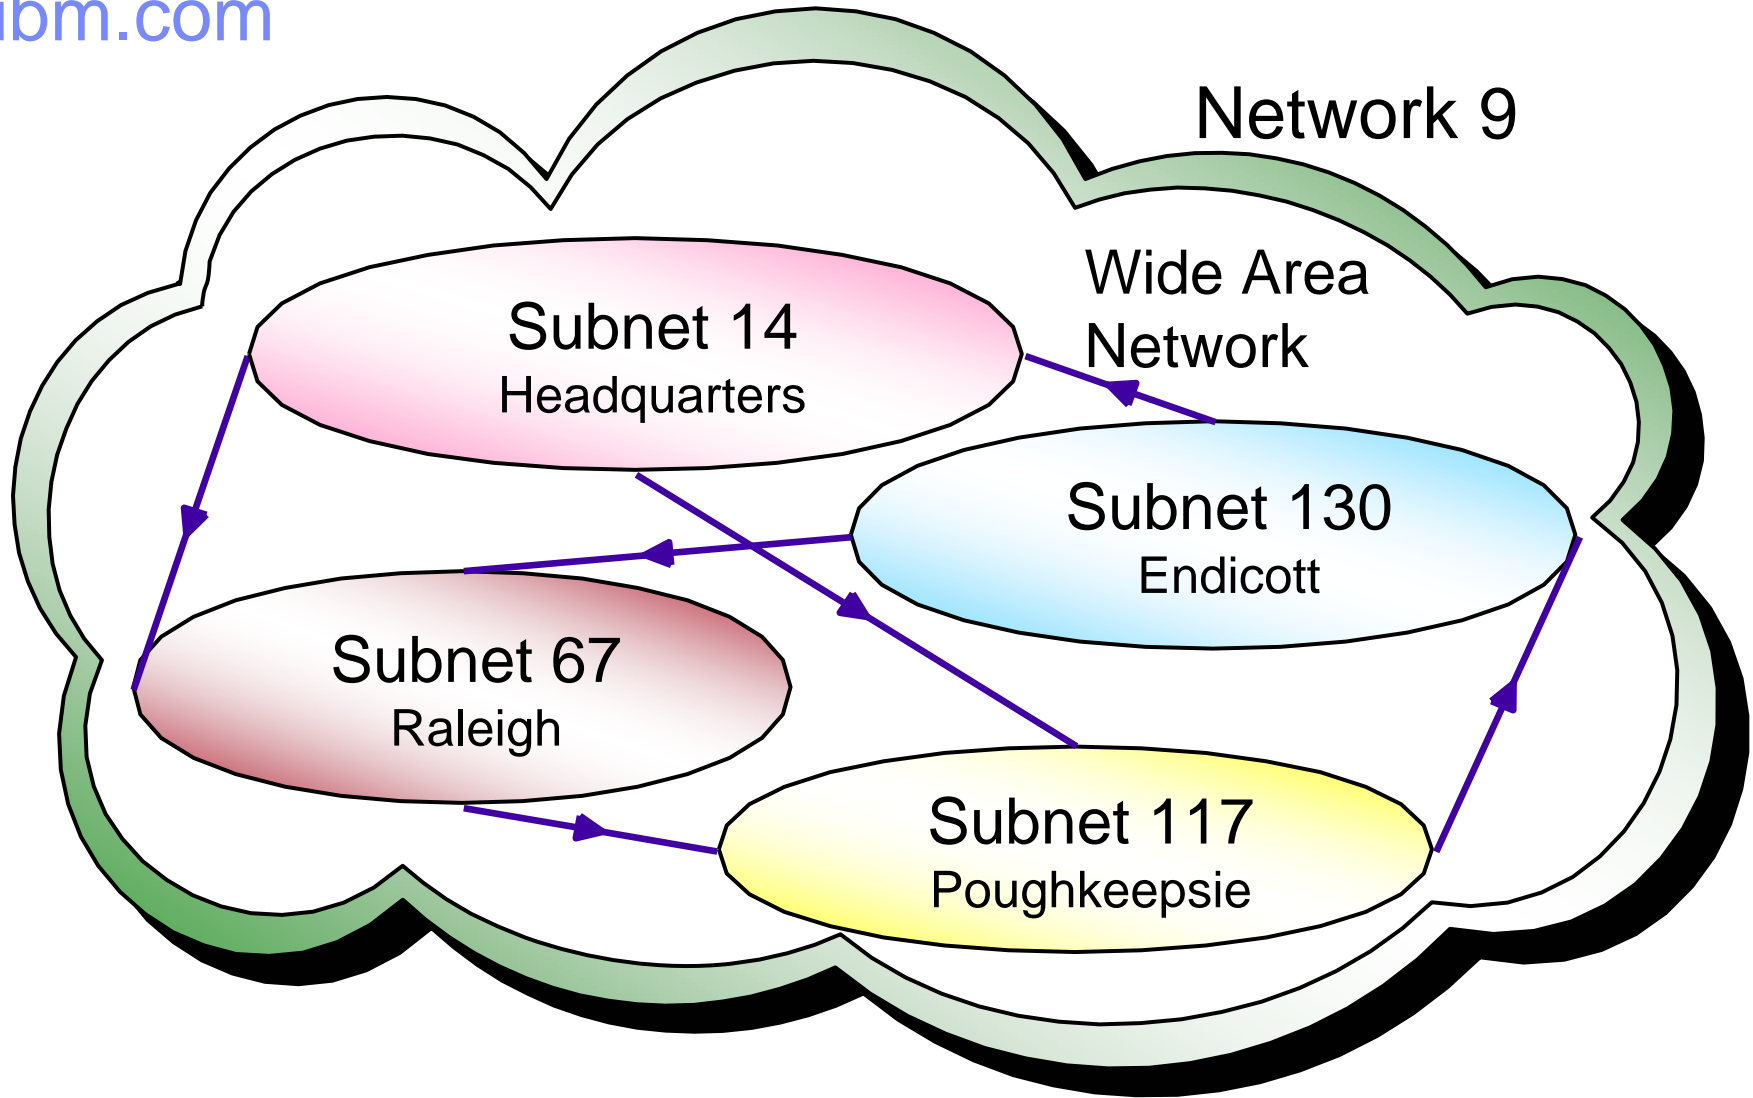 ibm.com
Network 9
Wide Area
Network
Subnet 14
Headquarters
Subnet 130
Endicott
Subnet 67
Raleigh
Subnet 117
Poughkeepsie